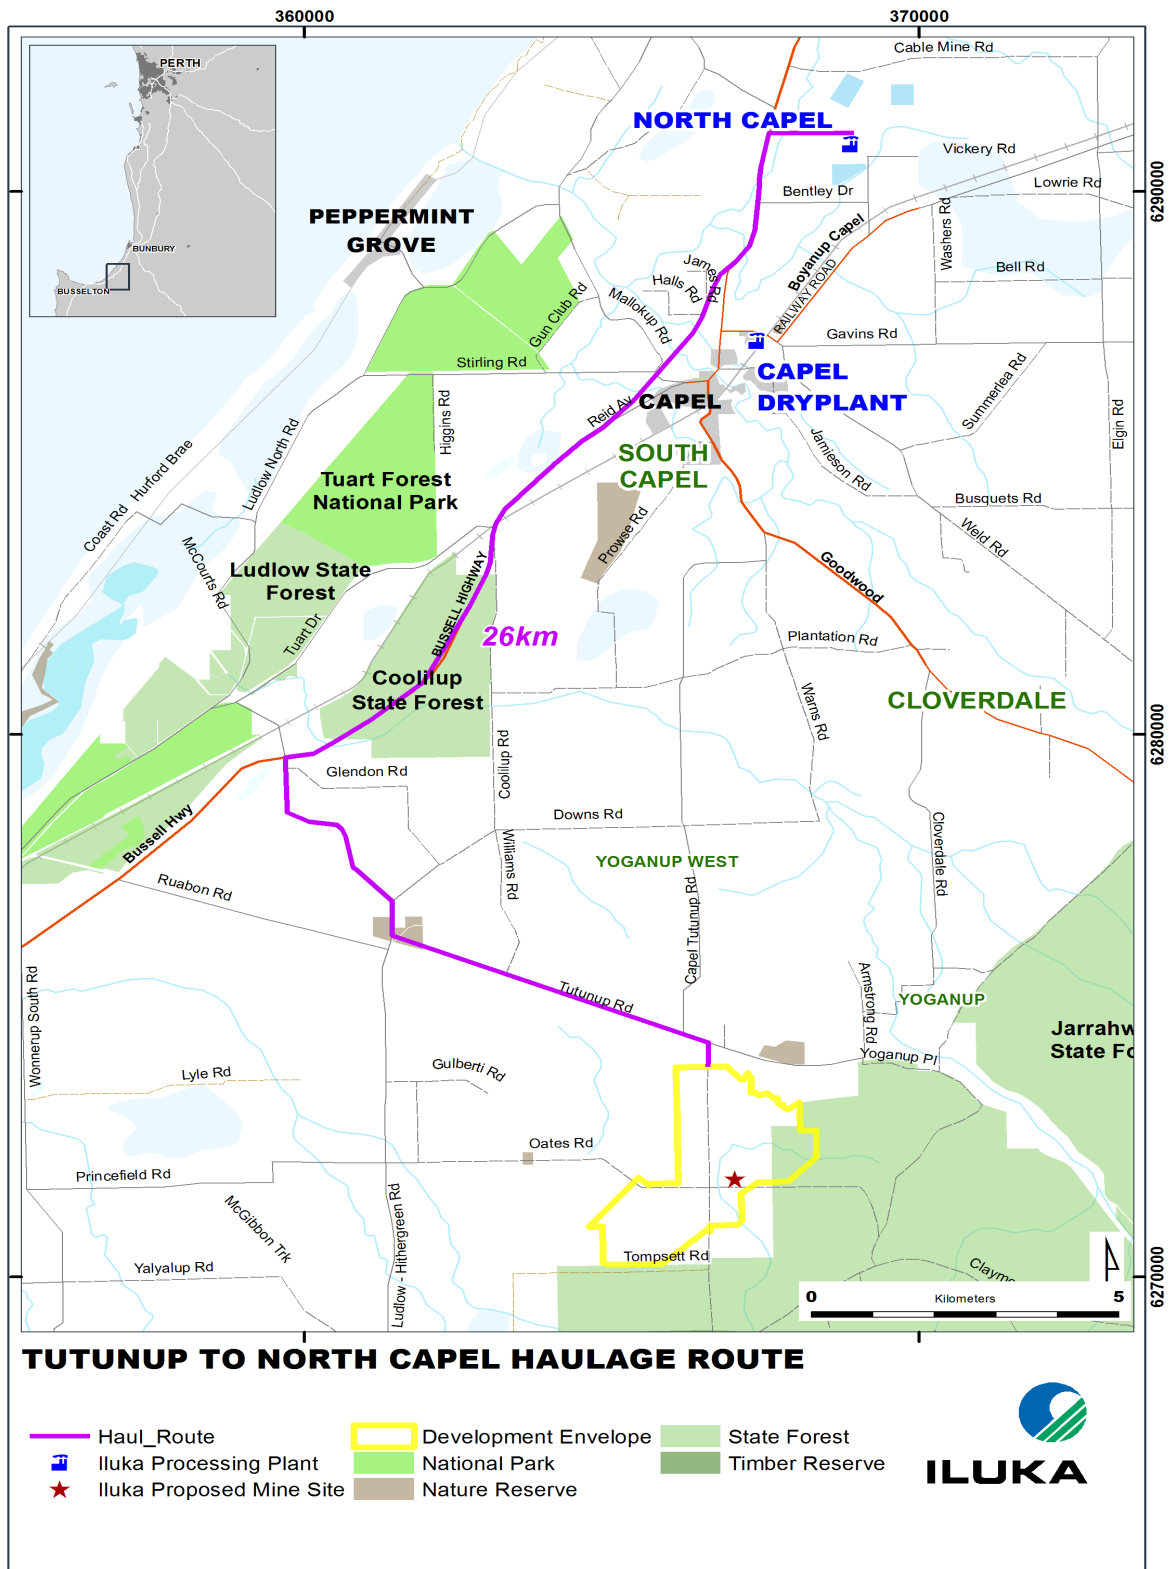 360000
370000
Cable Mine Rd
PERTH
BUNBURY
BUSSELTON
NORTH CAPEL
Vickery Rd
Lowrie Rd
Bentley Dr
6290000
PEPPERMINT
GROVE
Boyanup Capel
RAILWAY ROAD
Washers Rd
James Rd
Halls Rd
Bell Rd
Mallokup Rd
Gun Club Rd
Gavins Rd
Stirling Rd
CAPEL
DRYPLANT
Summerlea Rd
Reid Av
CAPEL
Higgins Rd
Elgin Rd
Ludlow North Rd
Hurford Brae
Coast Rd
SOUTH
CAPEL
Jamieson Rd
Tuart Forest
National Park
Busquets Rd
Weld Rd
Prowse Rd
McCourts Rd
Ludlow State
Forest
BUSSELL HIGHWAY
Goodwood
Tuart Dr
26km
Plantation Rd
Coolilup
State Forest
Warns Rd
CLOVERDALE
6280000
Coolilup Rd
Glendon Rd
Downs Rd
Bussell Hwy
Cloverdale Rd
Williams Rd
YOGANUP WEST
Ruabon Rd
Capel Tutunup Rd
Wonnerup South Rd
Tutunup Rd
Armstrong Rd
YOGANUP
Jarrahw
State Fo
Yoganup Pl
Lyle Rd
Gulberti Rd
Oates Rd
Princefield Rd
McGibbon Trk
Ludlow - Hithergreen Rd
Tompsett Rd
Yalyalup Rd
Clayme
6270000
0
Kilometers
5
TUTUNUP TO NORTH CAPEL HAULAGE ROUTE
Haul_Route
Development Envelope
State Forest
Iluka Processing Plant
National Park
Timber Reserve
Iluka Proposed Mine Site
Nature Reserve
ILUKA